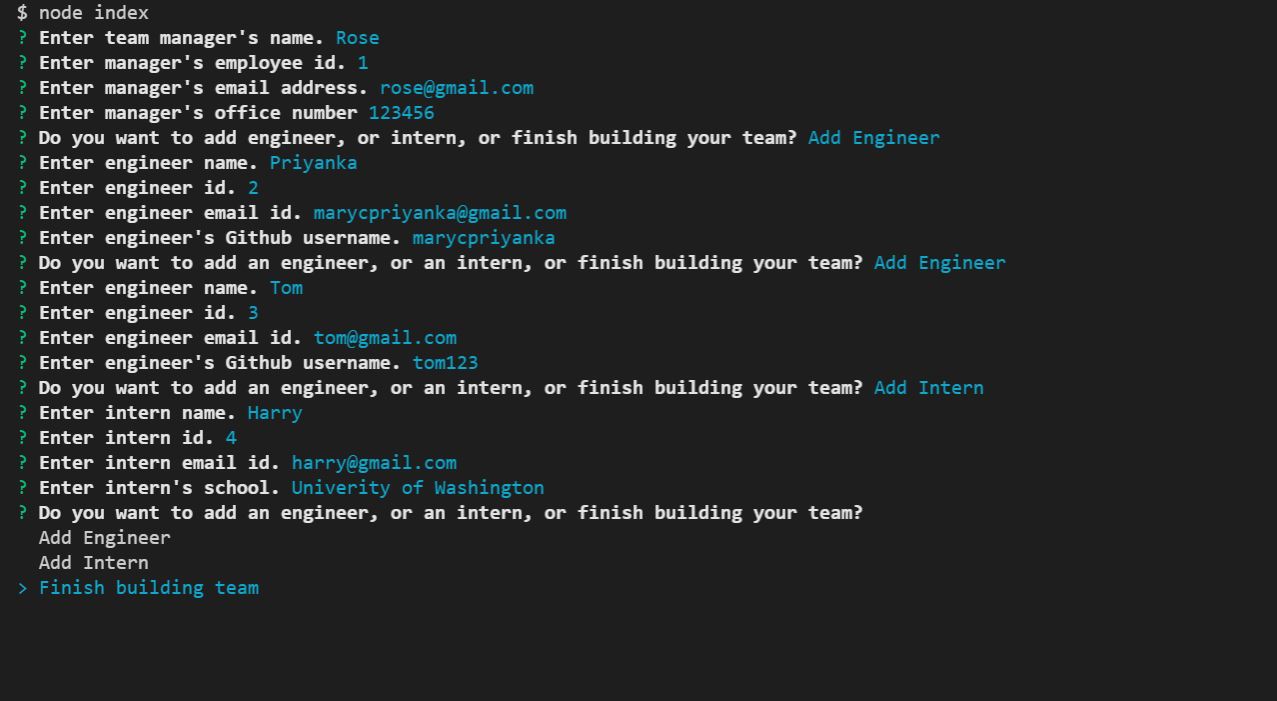 $ node index
? Enter team manager's name. Rose
? Enter manager's employee id. 1
? Enter manager's email address. rose@gmail.com
? Enter manager's office number 123456
? Do you want to add engineer, or intern, or finish building your team? Add Engineer
? Enter engineer name. Priyanka
? Enter engineer id. 2
? Enter engineer email id. marycpriyanka@gmail.com
? Enter engineer's Github username. marycpriyanka
? Do you want to add an engineer, or an intern, or finish building your team? Add Engineer
? Enter engineer name. Tom
? Enter engineer id. 3
? Enter engineer email id. tom@gmail.com
? Enter engineer's Github username. tom123
? Do you want to add an engineer, or an intern, or finish building your team? Add Intern
? Enter intern name. Harry
? Enter intern id. 4
? Enter intern email id. harry@gmail.com
? Enter intern's school. Univerity of Washington
? Do you want to add an engineer, or an intern, or finish building your team?
Add Engineer
Add Intern
> Finish building team